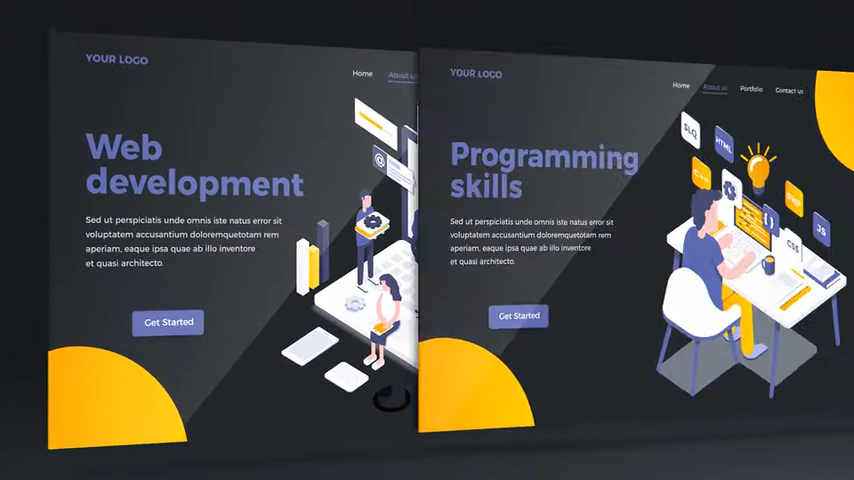 YOUR LOGO
Home
About us
Web
development
Sed ut perspiciatis unde omnis iste natus error sit
voluptatem accusantium doloremquetotam rem
aperiam, eaque ipsa quae ab illo inventore
et quasi architecto.
Get Started
YOUR LOGO
Home
About us
Portfolio
Contact us
Programming
skills
Sed ut perspiciatis unde omnis iste natus error sit
voluptatem accusantium doloremquetotam rem
aperiam, eaque ipsa quae ab illo inventore
et quasi architecto.
Get Started
SLQ
HTML
C++
PHP
JS
CSS
{}
@